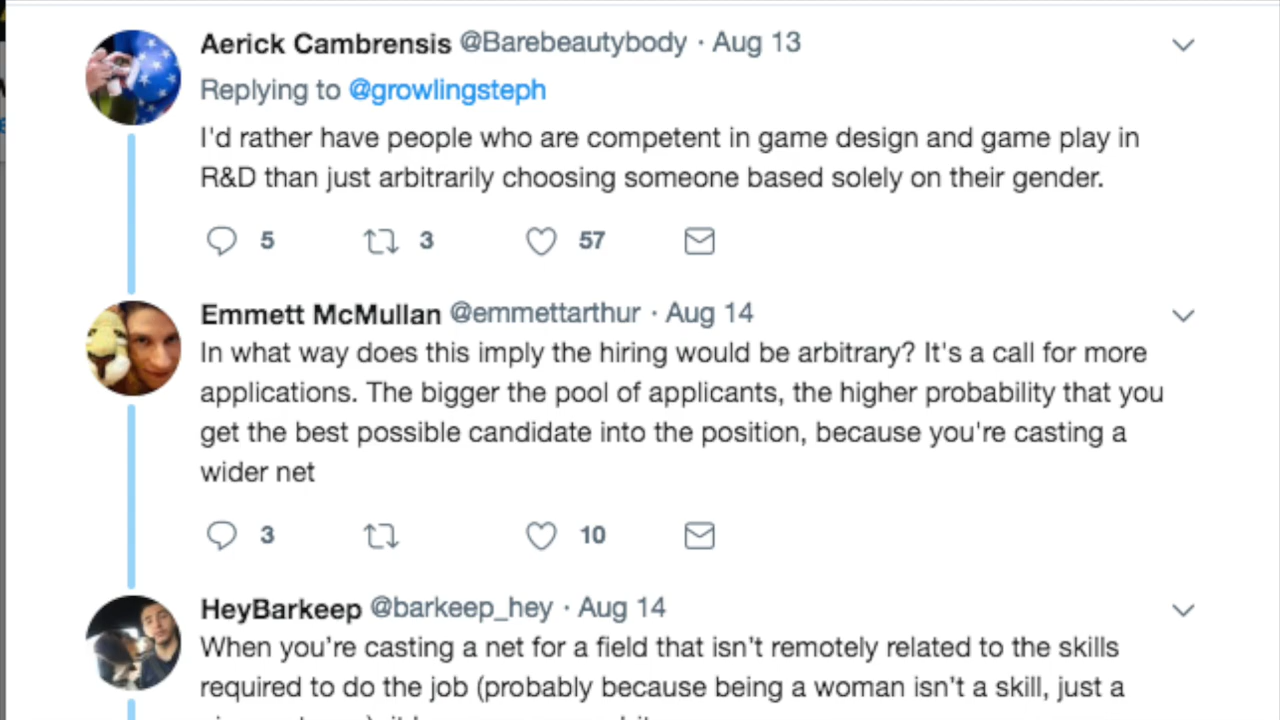 Aerick Cambrensis @Barebeautybody · Aug 13
Replying to @growlingsteph
I'd rather have people who are competent in game design and game play in
R&D than just arbitrarily choosing someone based solely on their gender.
5 3 57
Emmett McMullan @emmettarthur · Aug 14
In what way does this imply the hiring would be arbitrary? It's a call for more
applications. The bigger the pool of applicants, the higher probability that you
get the best possible candidate into the position, because you're casting a
wider net
3 10
HeyBarkeep @barkeep_hey · Aug 14
When you’re casting a net for a field that isn’t remotely related to the skills
required to do the job (probably because being a woman isn’t a skill, just a